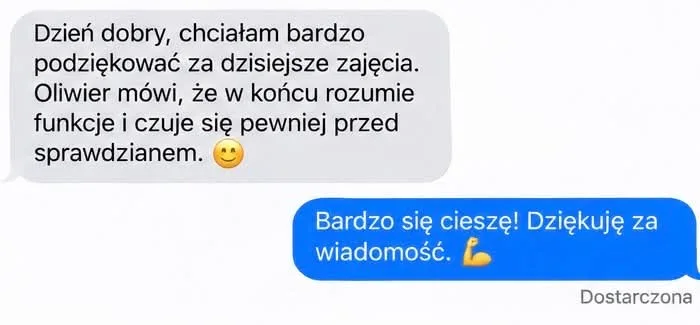 Dzień dobry, chciałam bardzo
podziękować za dzisiejsze zajęcia.
Oliwier mówi, że w końcu rozumie
funkcje i czuje się pewniej przed
sprawdzianem. 😊
Bardzo się cieszę! Dziękuję za
wiadomość. 💪
Dostarczona